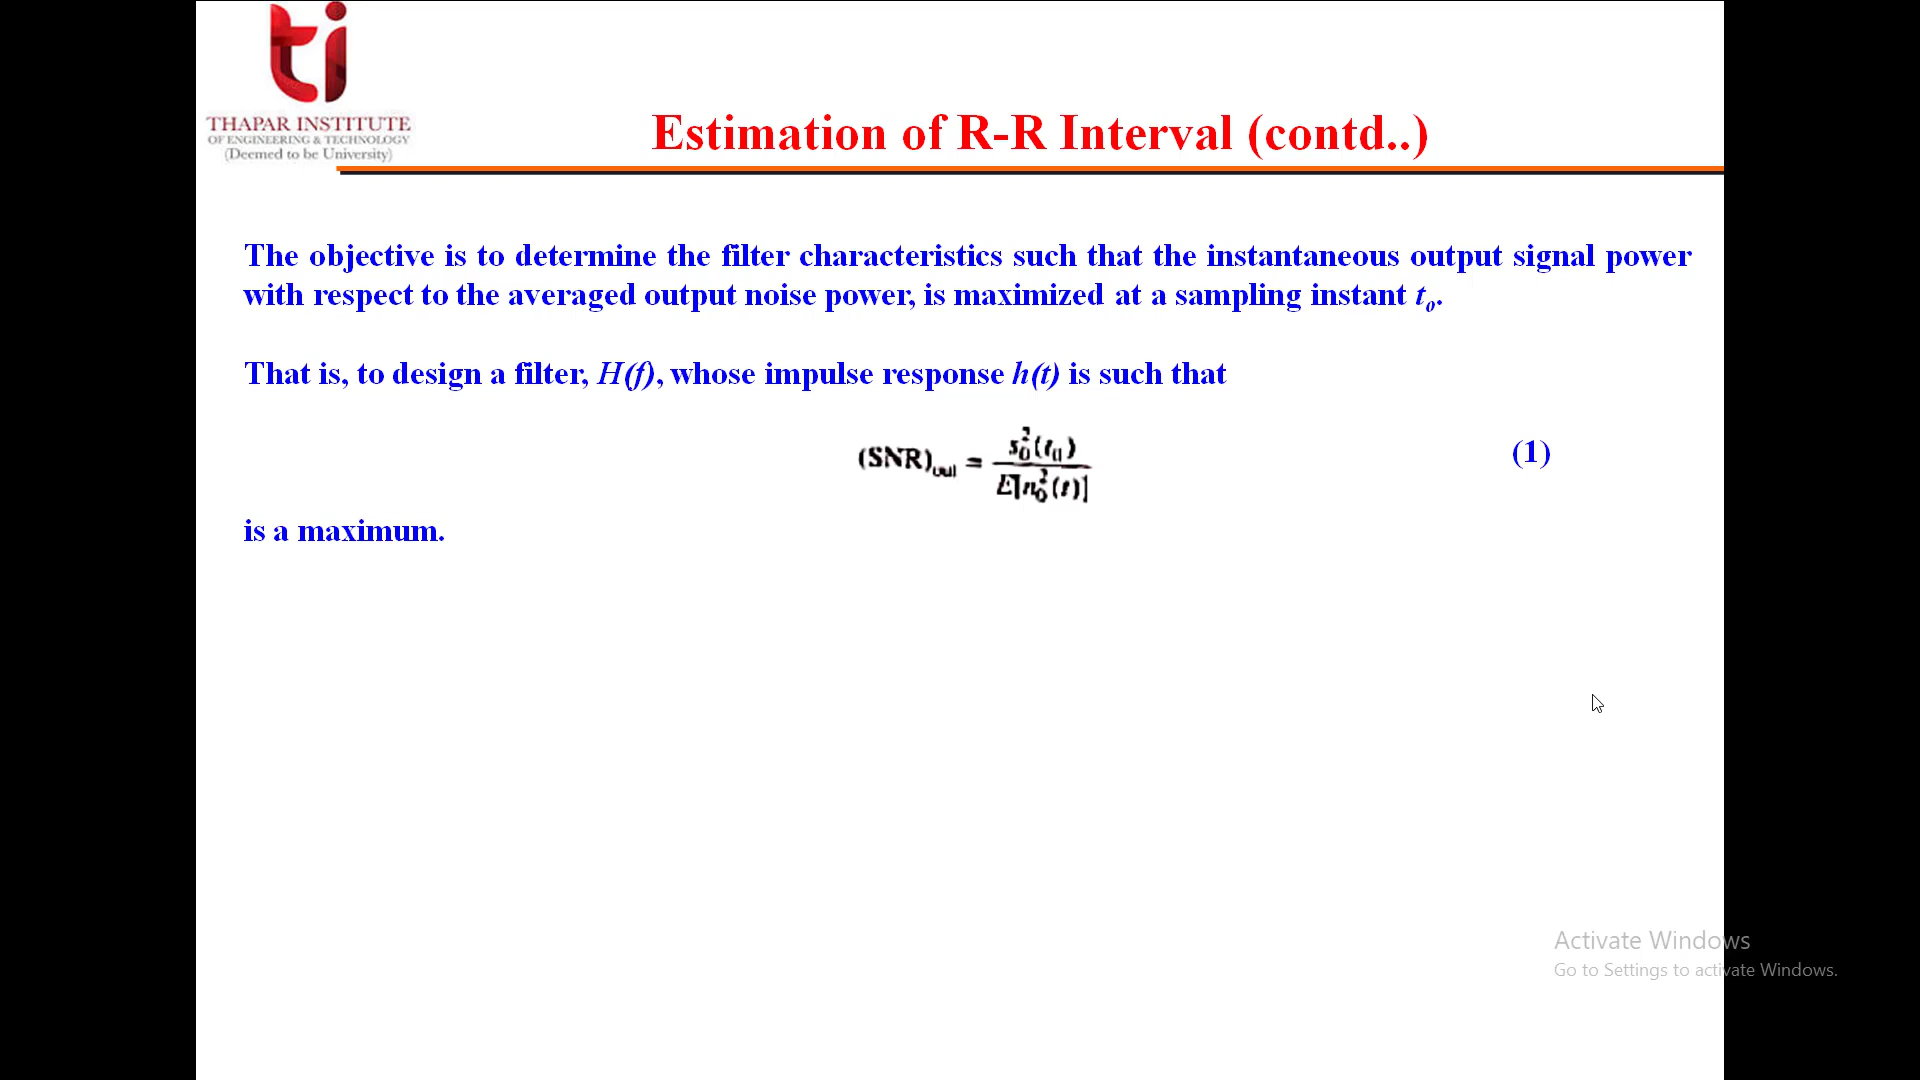 THAPAR INSTITUTE
OF ENGINEERING & TECHNOLOGY
(Deemed to be University)
Estimation of R-R Interval (contd..)
The objective is to determine the filter characteristics such that the instantaneous output signal power
with respect to the averaged output noise power, is maximized at a sampling instant t₀.
That is, to design a filter, H(f), whose impulse response h(t) is such that
(SNR)out = s₀²(t₀) / E[n₀²(t)] (1)
is a maximum.
Activate Windows
Go to Settings to activate Windows.